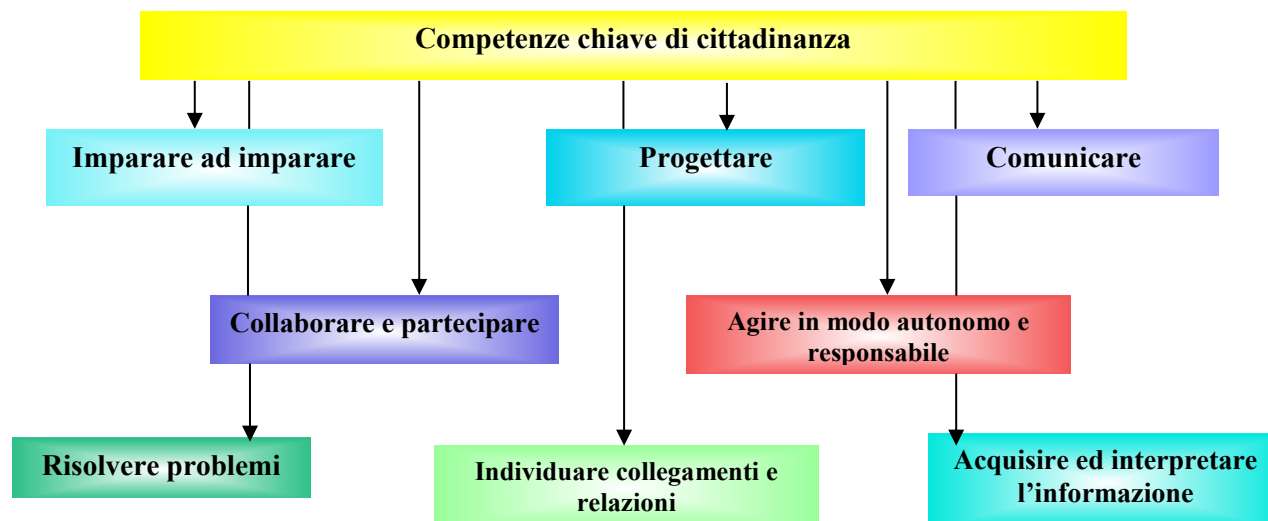 Competenze chiave di cittadinanza
Imparare ad imparare
Progettare
Comunicare
Collaborare e partecipare
Agire in modo autonomo e
responsabile
Risolvere problemi
Individuare collegamenti e
relazioni
Acquisire ed interpretare
l’informazione